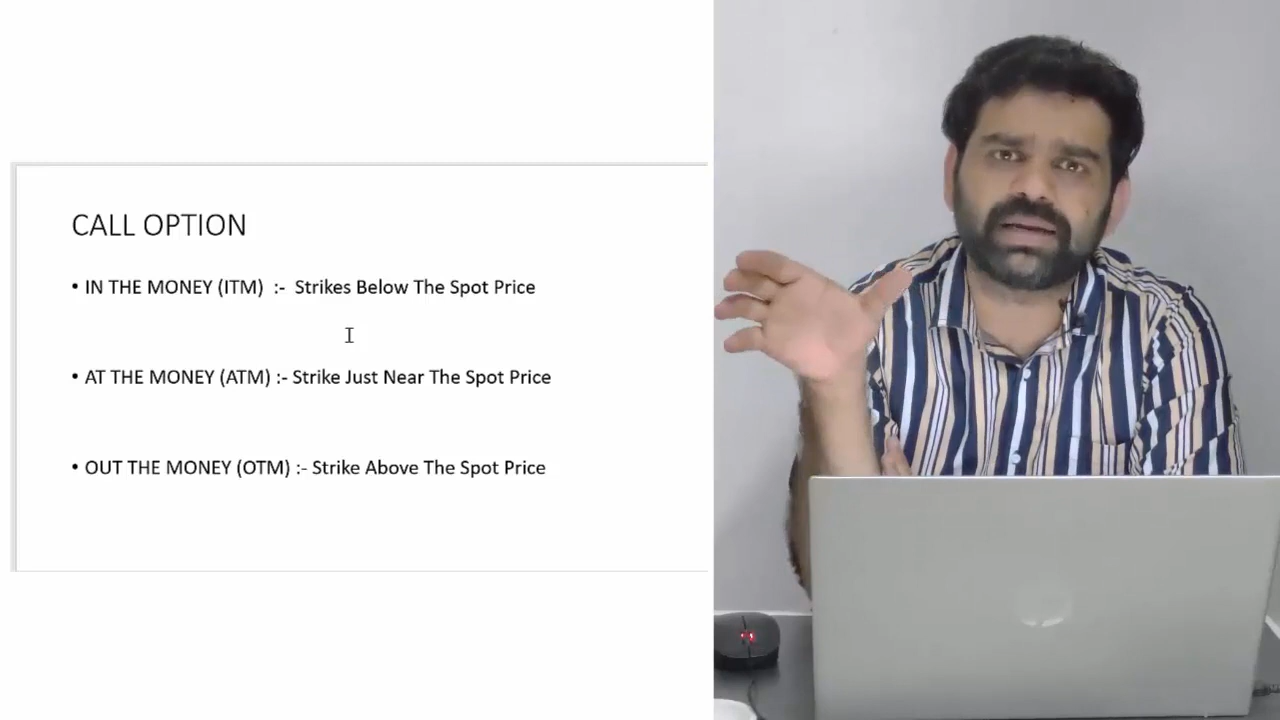 CALL OPTION
• IN THE MONEY (ITM) :- Strikes Below The Spot Price
• AT THE MONEY (ATM) :- Strike Just Near The Spot Price
• OUT THE MONEY (OTM) :- Strike Above The Spot Price